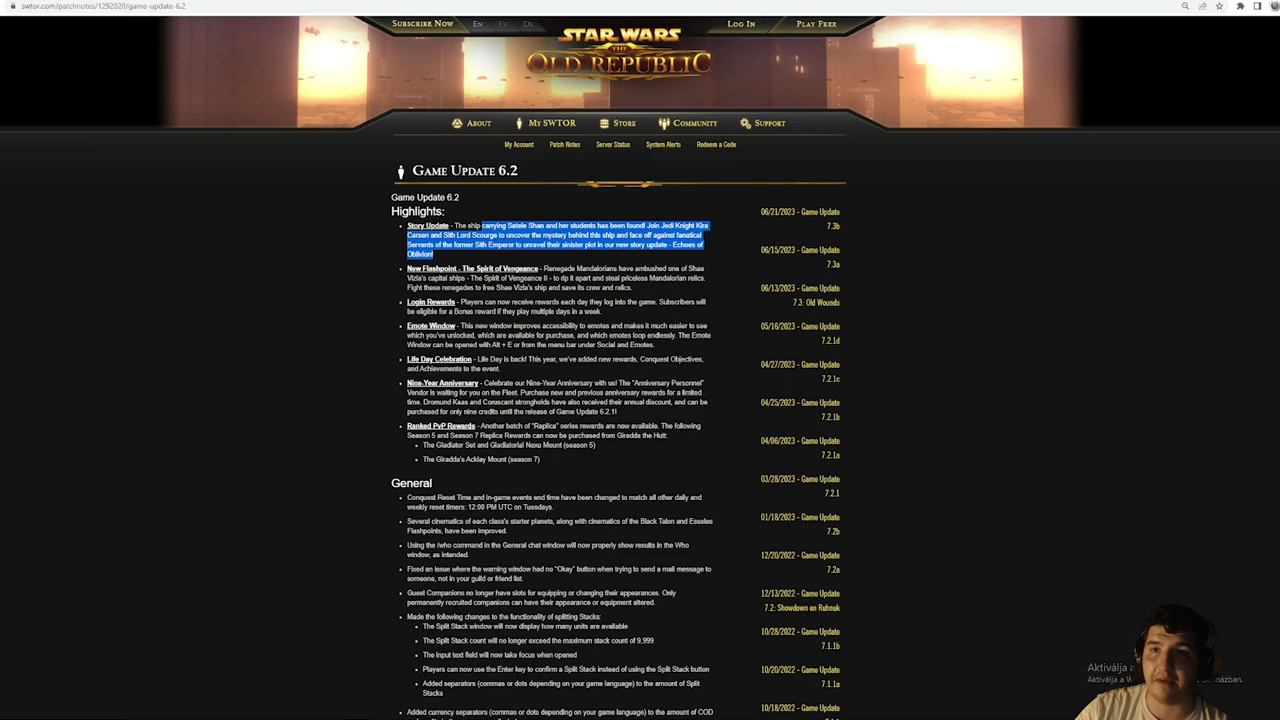 swtor.com/patchnotes/1292020/game-update-6.2
Subscribe Now
En
Fr
De
Log In
Play Free
STAR WARS
THE
OLD REPUBLIC
About
My SWTOR
Store
Community
Support
My Account
Patch Notes
Server Status
System Alerts
Redeem a Code
Game Update 6.2
Game Update 6.2
Highlights:
Story Update - The ship carrying Satele Shan and her students has been found! Join Jedi Knight Kira
Carsen and Sith Lord Scourge to uncover the mystery behind this ship and face off against fanatical
Servants of the former Sith Emperor to unravel their sinister plot in our new story update - Echoes of
Oblivion!
New Flashpoint - The Spirit of Vengeance - Renegade Mandalorians have ambushed one of Shae
Vizla's capital ships - The Spirit of Vengeance II - to rip it apart and steal priceless Mandalorian relics.
Fight these renegades to free Shae Vizla's ship and save its crew and relics.
Login Rewards - Players can now receive rewards each day they log into the game. Subscribers will
be eligible for a Bonus reward if they play multiple days in a week.
Emote Window - This new window improves accessibility to emotes and makes it much easier to see
which you've unlocked, which are available for purchase, and which emotes loop endlessly. The Emote
Window can be opened with Alt + E or from the menu bar under Social and Emotes.
Life Day Celebration - Life Day is back! This year, we've added new rewards, Conquest Objectives,
and Achievements to the event.
Nine-Year Anniversary - Celebrate our Nine-Year Anniversary with us! The "Anniversary Personnel"
Vendor is waiting for you on the Fleet. Purchase new and previous anniversary rewards for a limited
time. Dromund Kaas and Coruscant strongholds have also received their annual discount, and can be
purchased for only nine credits until the release of Game Update 6.2.1!
Ranked PvP Rewards - Another batch of "Replica" series rewards are now available. The following
Season 5 and Season 7 Replica Rewards can now be purchased from Giradda the Hutt:
The Gladiator Set and Gladiatorial Nexu Mount (season 5)
The Giradda's Acklay Mount (season 7)
General
Conquest Reset Time and in-game events end time have been changed to match all other daily and
weekly reset timers: 12:00 PM UTC on Tuesdays.
Several cinematics of each class's starter planets, along with cinematics of the Black Talon and Esseles
Flashpoints, have been improved.
Using the /who command in the General chat window will now properly show results in the Who
window, as intended.
Fixed an issue where the warning window had no "Okay" button when trying to send a mail message to
someone, not in your guild or friend list.
Guest Companions no longer have slots for equipping or changing their appearances. Only
permanently recruited companions can have their appearance or equipment altered.
Made the following changes to the functionality of splitting Stacks:
The Split Stack window will now display how many units are available
The Split Stack count will no longer exceed the maximum stack count of 9,999
The input text field will now take focus when opened
Players can now use the Enter key to confirm a Split Stack instead of using the Split Stack button
Added separators (commas or dots depending on your game language) to the amount of Split
Stacks
Added currency separators (commas or dots depending on your game language) to the amount of COD
06/21/2023 - Game Update
7.3b
06/15/2023 - Game Update
7.3a
06/13/2023 - Game Update
7.3: Old Wounds
05/16/2023 - Game Update
7.2.1d
04/27/2023 - Game Update
7.2.1c
04/25/2023 - Game Update
7.2.1b
04/06/2023 - Game Update
7.2.1a
03/28/2023 - Game Update
7.2.1
01/18/2023 - Game Update
7.2b
12/20/2022 - Game Update
7.2a
12/13/2022 - Game Update
7.2: Showdown on Ruhnuk
10/28/2022 - Game Update
7.1.1b
10/20/2022 - Game Update
7.1.1a
10/18/2022 - Game Update
Aktiválja a
Aktiválja a